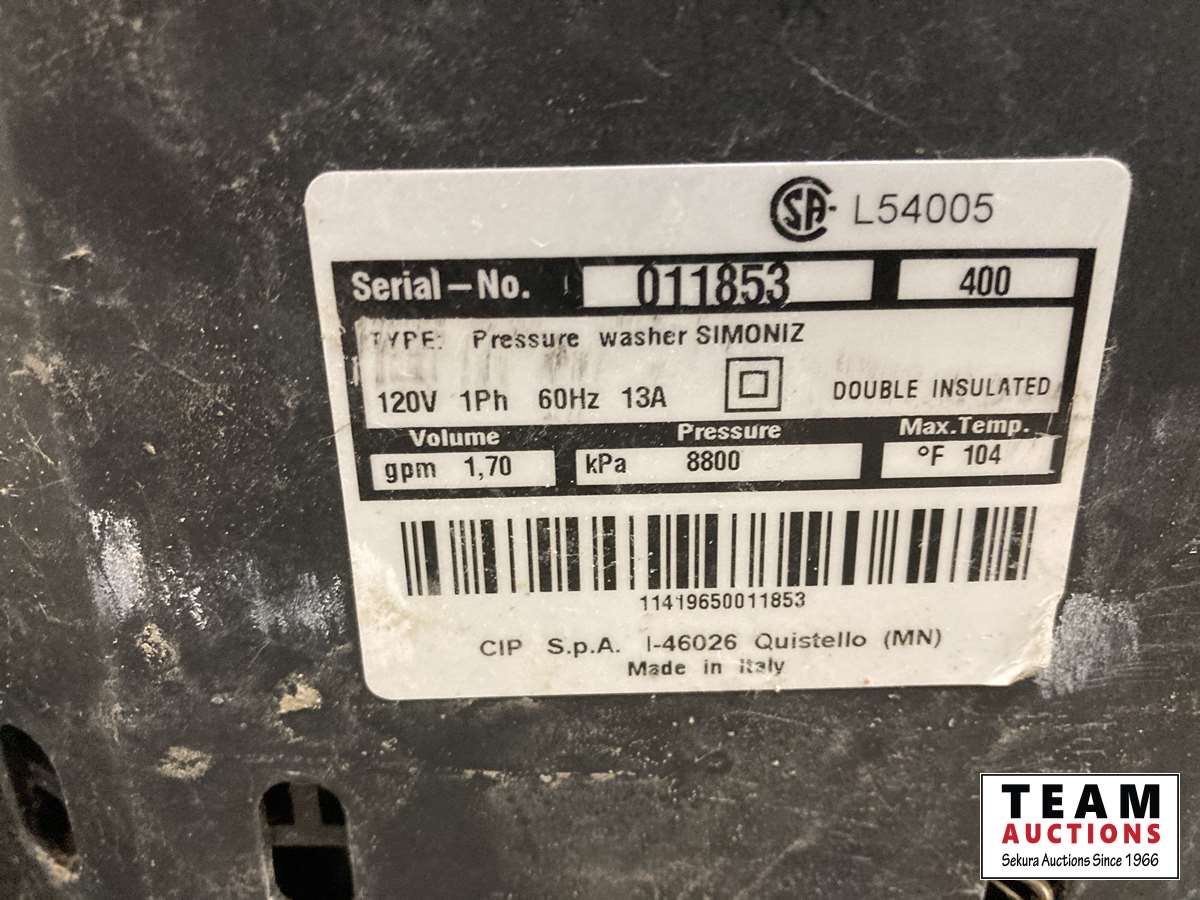 SA L54005
Serial-No. 011853 400
TYPE: Pressure washer SIMONIZ
120V 1Ph 60Hz 13A DOUBLE INSULATED
Volume Pressure Max.Temp.
gpm 1,70 kPa 8800 °F 104
11419650011853
CIP S.p.A. I-46026 Quistello (MN)
Made in Italy
TEAM
AUCTIONS
Sekura Auctions Since 1966